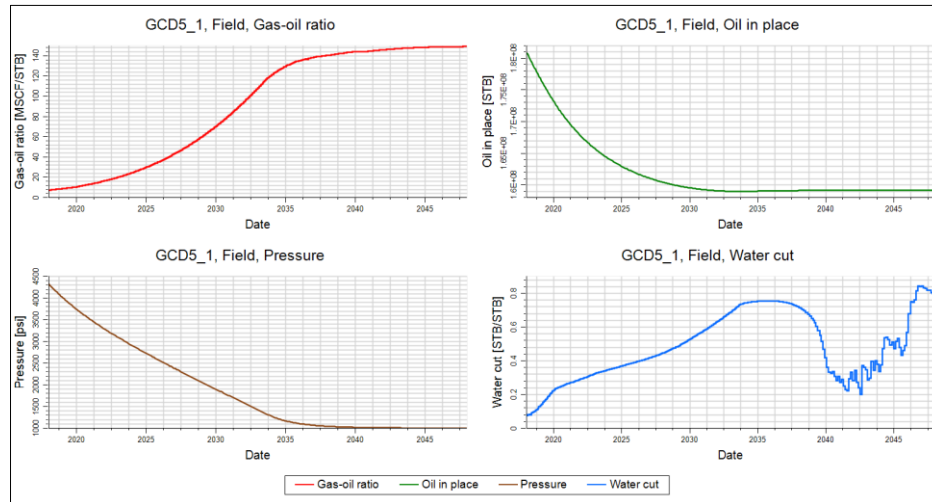 GCD5_1, Field, Gas-oil ratio
Gas-oil ratio [MSCF/STB]
140
120
100
80
60
40
20
0
2020 2025 2030 2035 2040 2045
Date
GCD5_1, Field, Oil in place
Oil in place [STB]
1.8E+08
1.75E+08
1.7E+08
1.65E+08
1.6E+08
2020 2025 2030 2035 2040 2045
Date
GCD5_1, Field, Pressure
Pressure [psi]
4500
4000
3500
3000
2500
2000
1500
1000
2020 2025 2030 2035 2040 2045
Date
GCD5_1, Field, Water cut
Water cut [STB/STB]
0.8
0.6
0.4
0.2
0
2020 2025 2030 2035 2040 2045
Date
Gas-oil ratio Oil in place Pressure Water cut